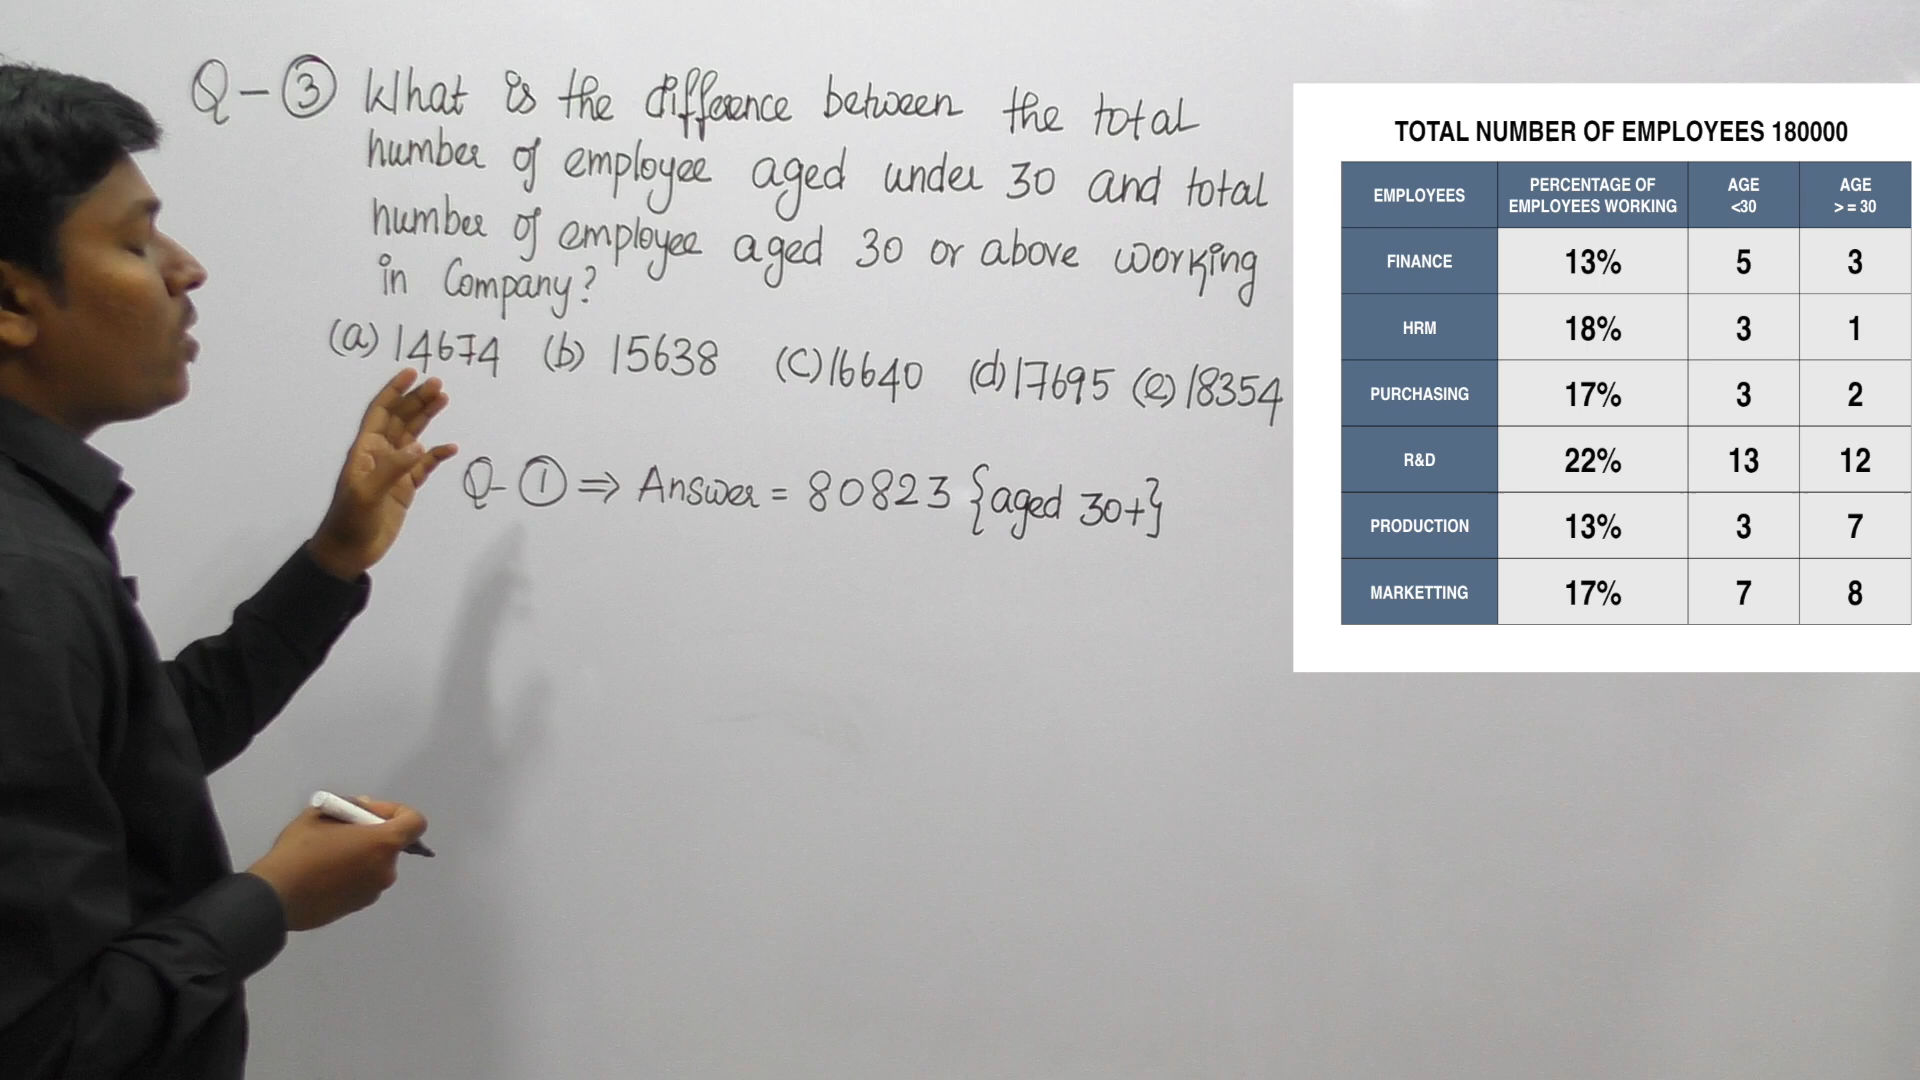 Q-③ What is the difference between the total
number of employee aged under 30 and total
number of employee aged 30 or above working
in Company?
(a) 14674 (b) 15638 (c) 16640 (d) 17695 (e) 18354
Q-① ⇒ Answer = 80823 {aged 30+}
TOTAL NUMBER OF EMPLOYEES 180000
EMPLOYEES PERCENTAGE OF EMPLOYEES WORKING AGE <30 AGE > = 30
FINANCE 13% 5 3
HRM 18% 3 1
PURCHASING 17% 3 2
R&D 22% 13 12
PRODUCTION 13% 3 7
MARKETTING 17% 7 8